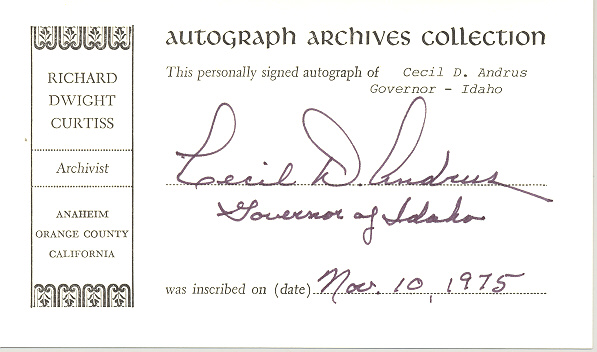 RICHARD
DWIGHT
CURTISS
Archivist
ANAHEIM
ORANGE COUNTY
CALIFORNIA
AUTOGRAPH ARCHIVES COLLECTION
This personally signed autograph of Cecil D. Andrus
Governor - Idaho
Cecil D. Andrus
Governor of Idaho
was inscribed on (date) Nov. 10, 1975